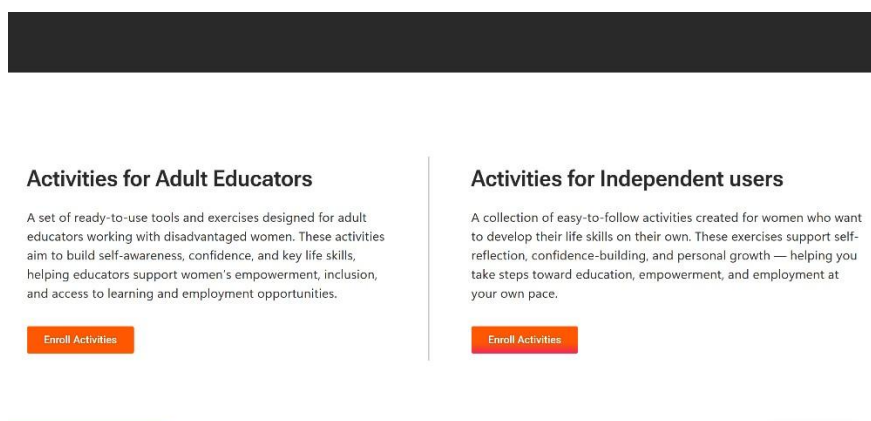 Activities for Adult Educators
A set of ready-to-use tools and exercises designed for adult
educators working with disadvantaged women. These activities
aim to build self-awareness, confidence, and key life skills,
helping educators support women's empowerment, inclusion,
and access to learning and employment opportunities.
Enroll Activities
Activities for Independent users
A collection of easy-to-follow activities created for women who want
to develop their life skills on their own. These exercises support self-
reflection, confidence-building, and personal growth — helping you
take steps toward education, empowerment, and employment at
your own pace.
Enroll Activities